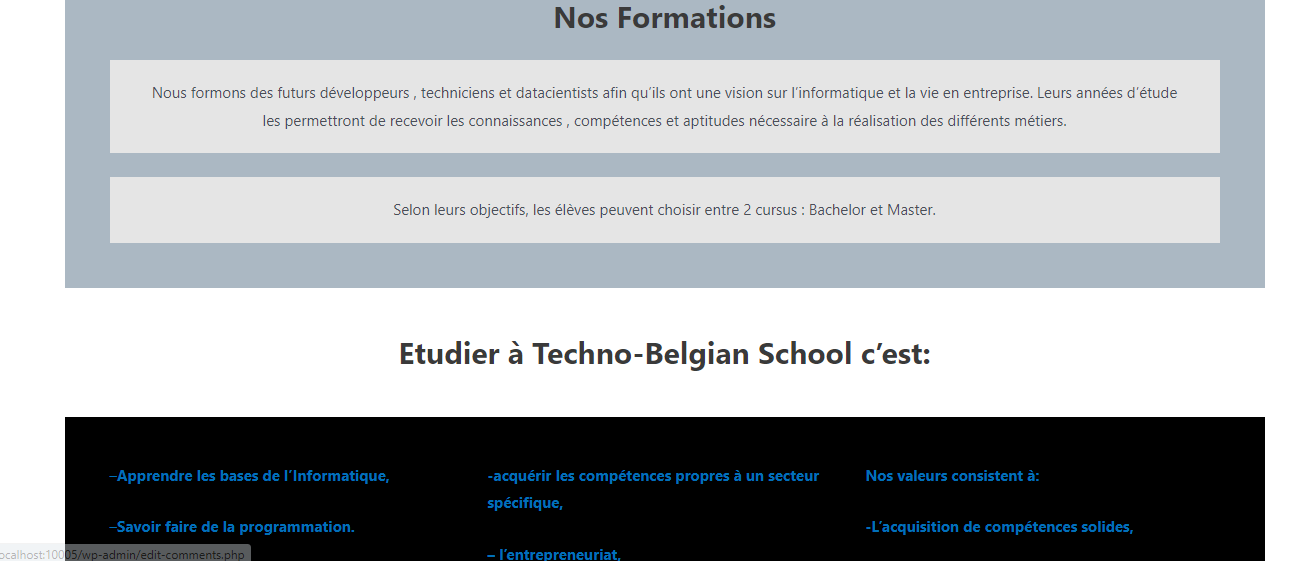 Nos Formations
Nous formons des futurs développeurs , techniciens et datacientists afin qu’ils ont une vision sur l’informatique et la vie en entreprise. Leurs années d’étude
les permettront de recevoir les connaissances , compétences et aptitudes nécessaire à la réalisation des différents métiers.
Selon leurs objectifs, les élèves peuvent choisir entre 2 cursus : Bachelor et Master.
Etudier à Techno-Belgian School c’est:
–Apprendre les bases de l’Informatique,
–Savoir faire de la programmation.
-acquérir les compétences propres à un secteur
spécifique,
– l’entrepreneuriat,
Nos valeurs consistent à:
-L’acquisition de compétences solides,
ocalhost:10005/wp-admin/edit-comments.php